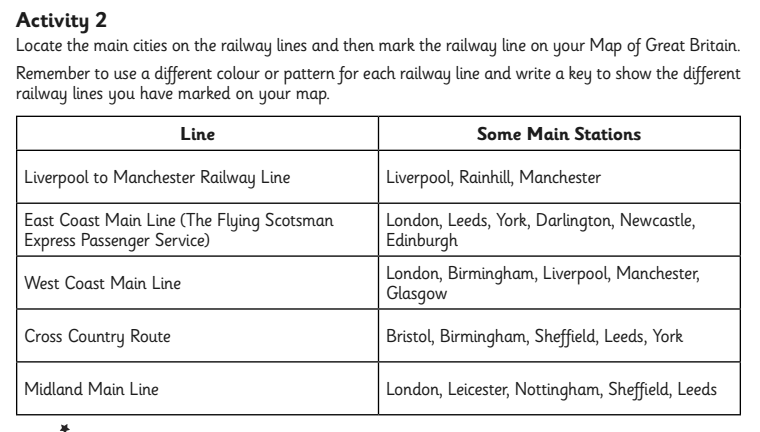 Activity 2
Locate the main cities on the railway lines and then mark the railway line on your Map of Great Britain.
Remember to use a different colour or pattern for each railway line and write a key to show the different
railway lines you have marked on your map.
Line
Some Main Stations
Liverpool to Manchester Railway Line
Liverpool, Rainhill, Manchester
East Coast Main Line (The Flying Scotsman
Express Passenger Service)
London, Leeds, York, Darlington, Newcastle,
Edinburgh
West Coast Main Line
London, Birmingham, Liverpool, Manchester,
Glasgow
Cross Country Route
Bristol, Birmingham, Sheffield, Leeds, York
Midland Main Line
London, Leicester, Nottingham, Sheffield, Leeds